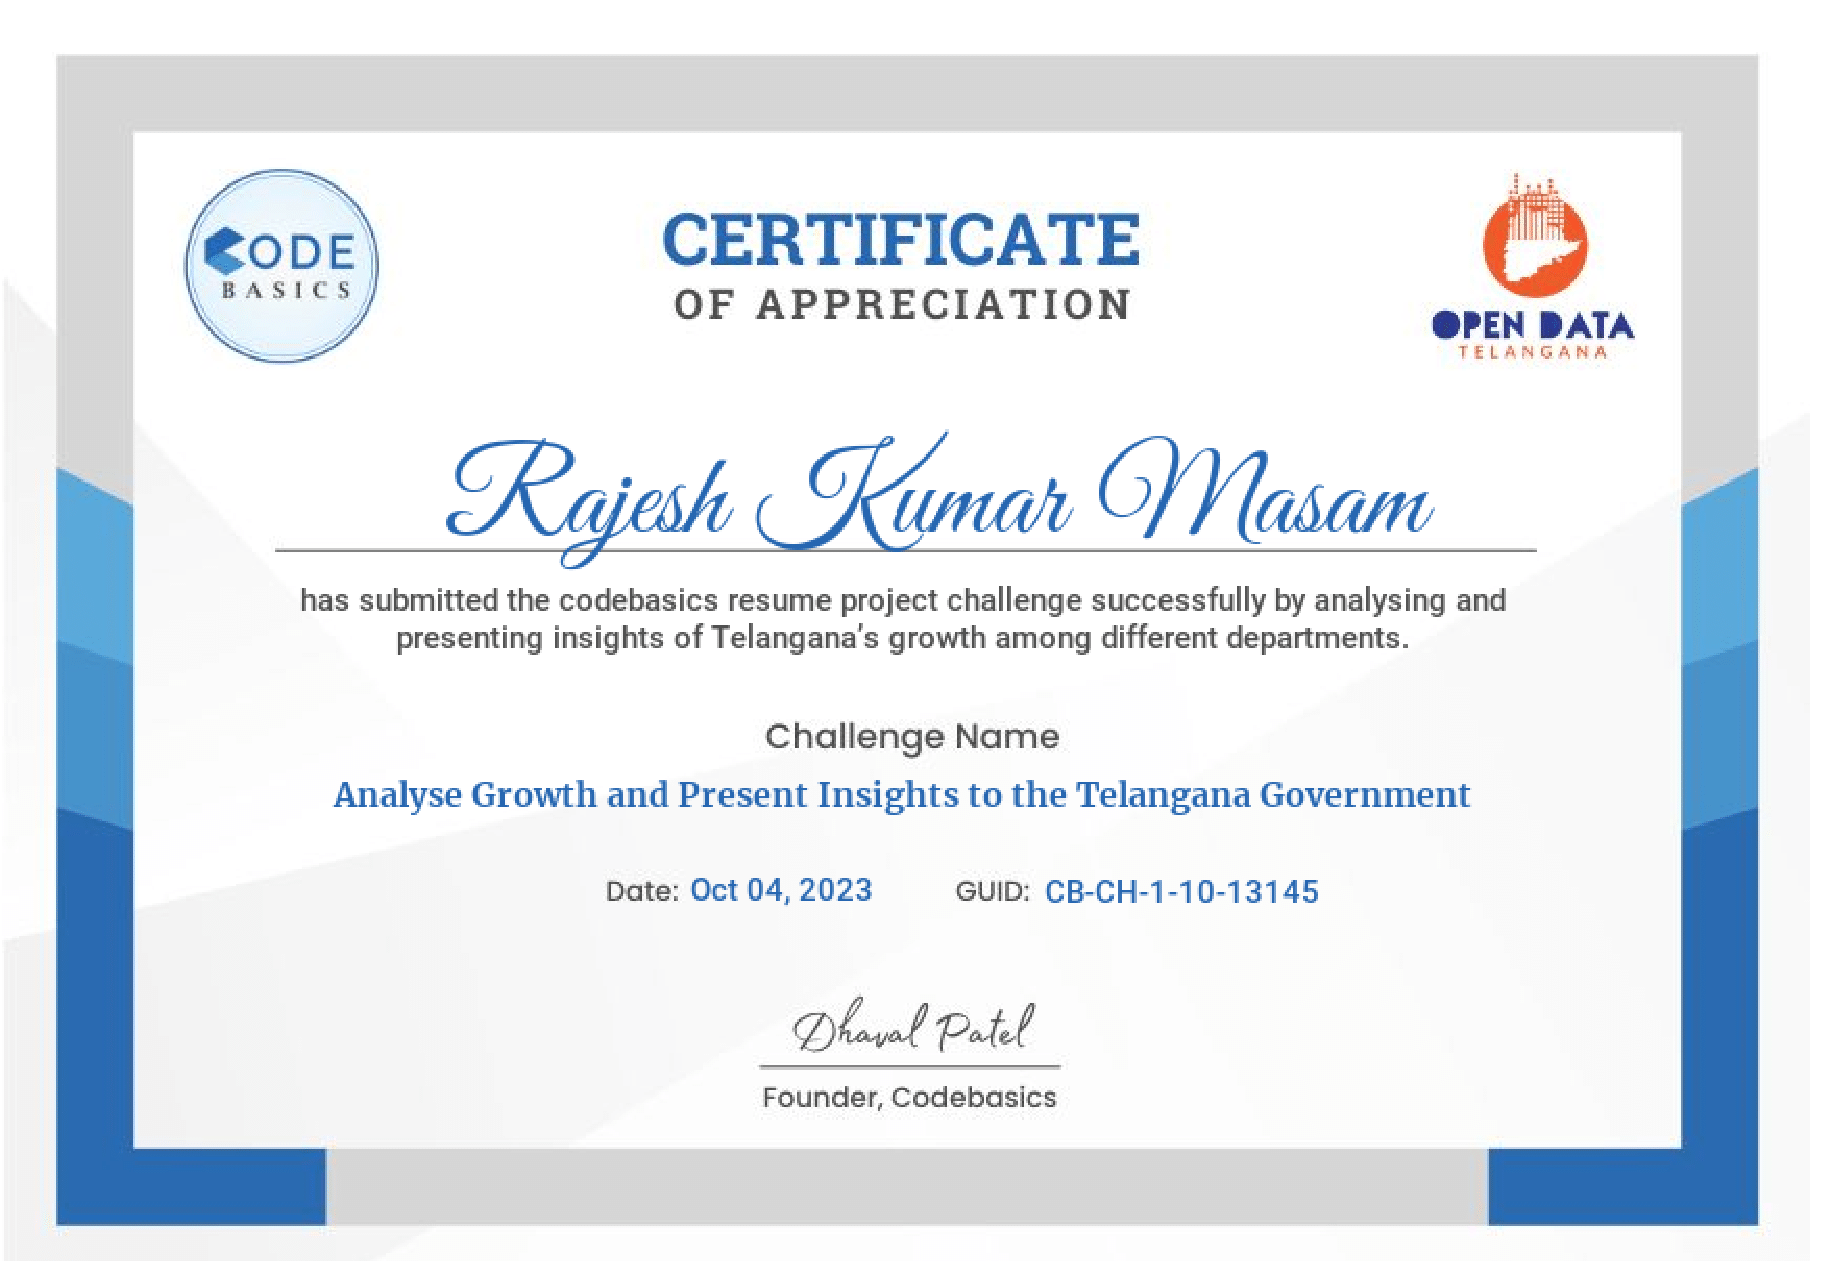 CODE
BASICS
CERTIFICATE
OF APPRECIATION
OPEN DATA
TELANGANA
Rajesh Kumar Masam
has submitted the codebasics resume project challenge successfully by analysing and
presenting insights of Telangana’s growth among different departments.
Challenge Name
Analyse Growth and Present Insights to the Telangana Government
Date: Oct 04, 2023 GUID: CB-CH-1-10-13145
Dhaval Patel
Founder, Codebasics